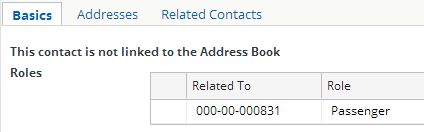 Basics Addresses Related Contacts
This contact is not linked to the Address Book
Roles
Related To Role
000-00-000831 Passenger